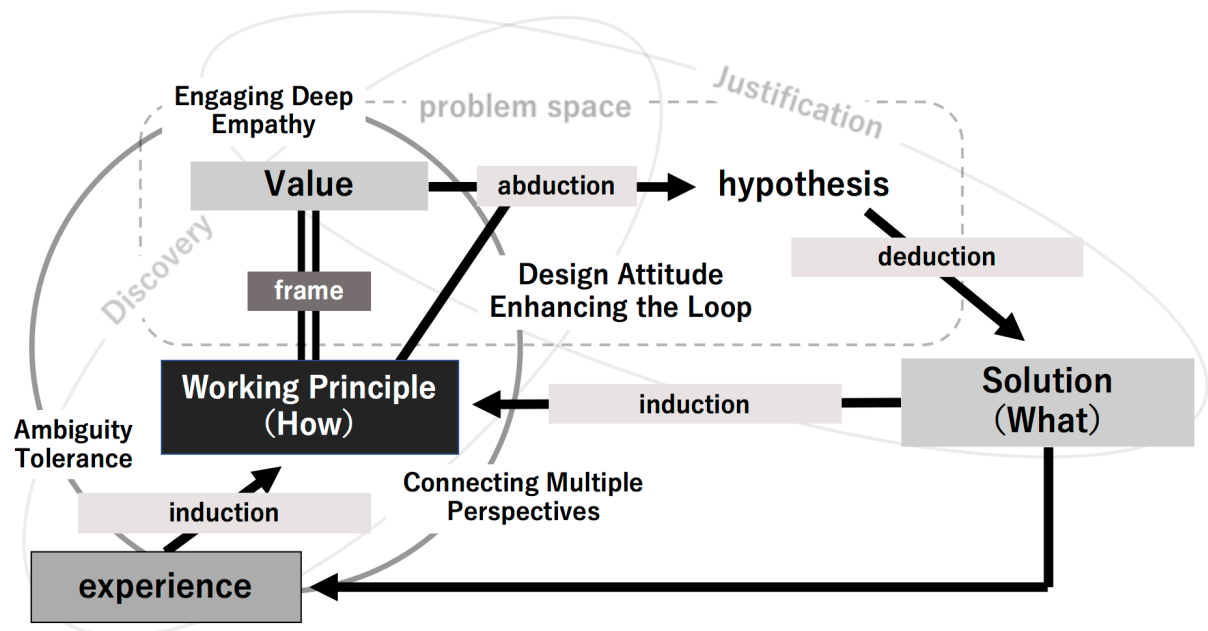 Engaging Deep
Empathy
problem space
Justification
Value
abduction
hypothesis
Discovery
deduction
frame
Design Attitude
Enhancing the Loop
Working Principle
（How）
induction
Solution
（What）
Ambiguity
Tolerance
Connecting Multiple
Perspectives
induction
experience